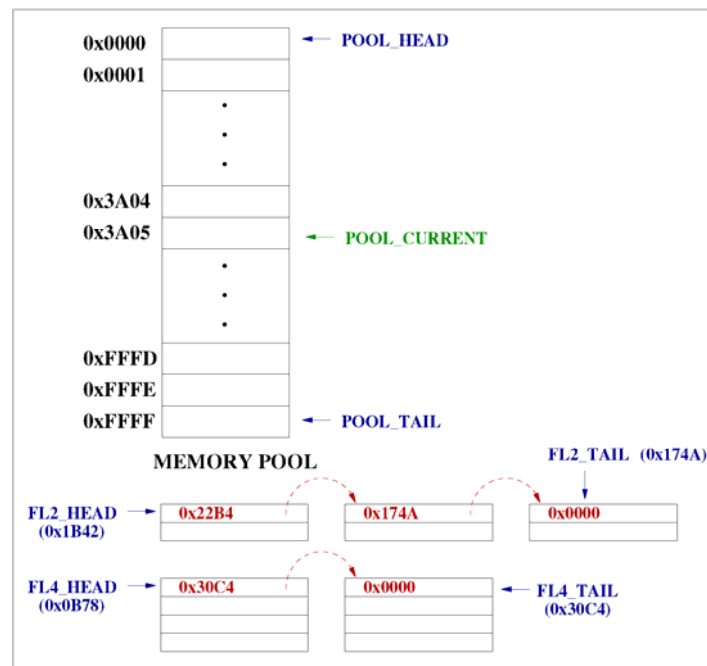 0x0000 POOL_HEAD
0x0001
0x3A04
0x3A05 POOL_CURRENT
0xFFFD
0xFFFE
0xFFFF POOL_TAIL
MEMORY POOL
FL2_TAIL (0x174A)
FL2_HEAD 0x22B4 0x174A 0x0000
(0x1B42)
FL4_HEAD 0x30C4 0x0000 FL4_TAIL
(0x0B78) (0x30C4)